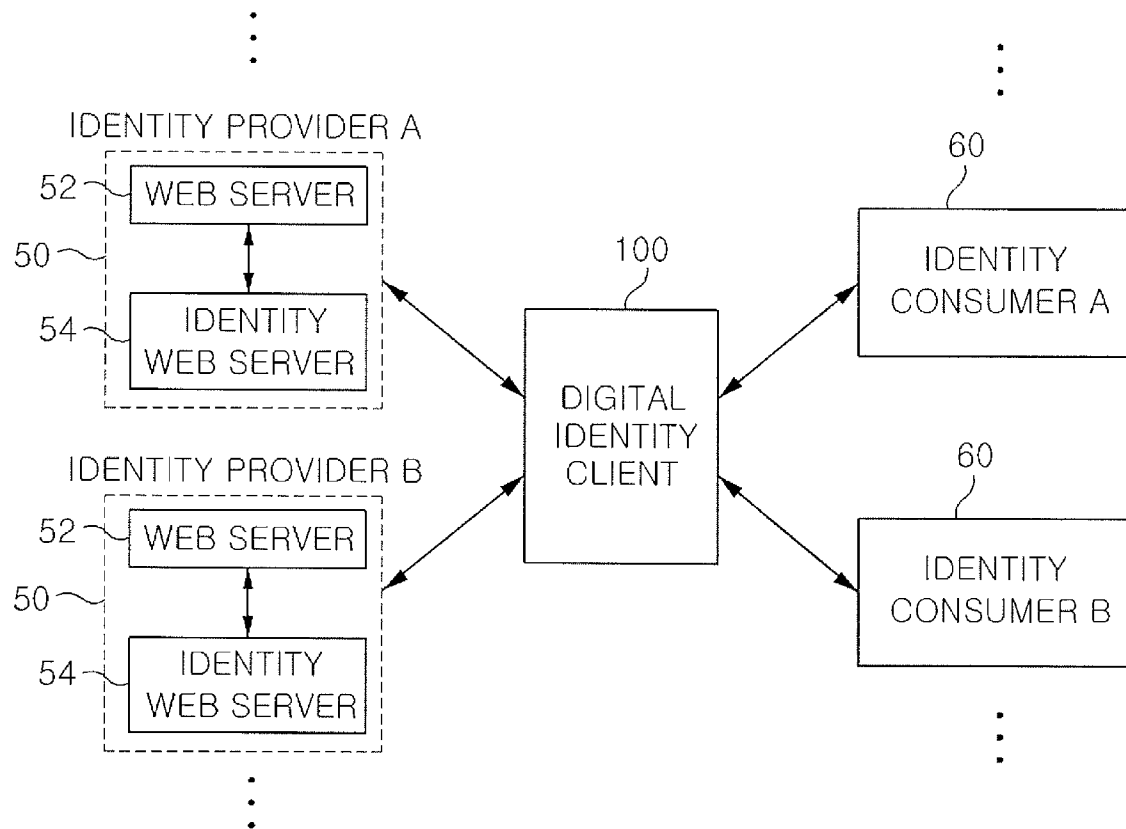 IDENTITY PROVIDER A
52
WEB SERVER
50
54
IDENTITY
WEB SERVER
IDENTITY PROVIDER B
52
WEB SERVER
50
54
IDENTITY
WEB SERVER
100
DIGITAL
IDENTITY
CLIENT
60
IDENTITY
CONSUMER A
60
IDENTITY
CONSUMER B